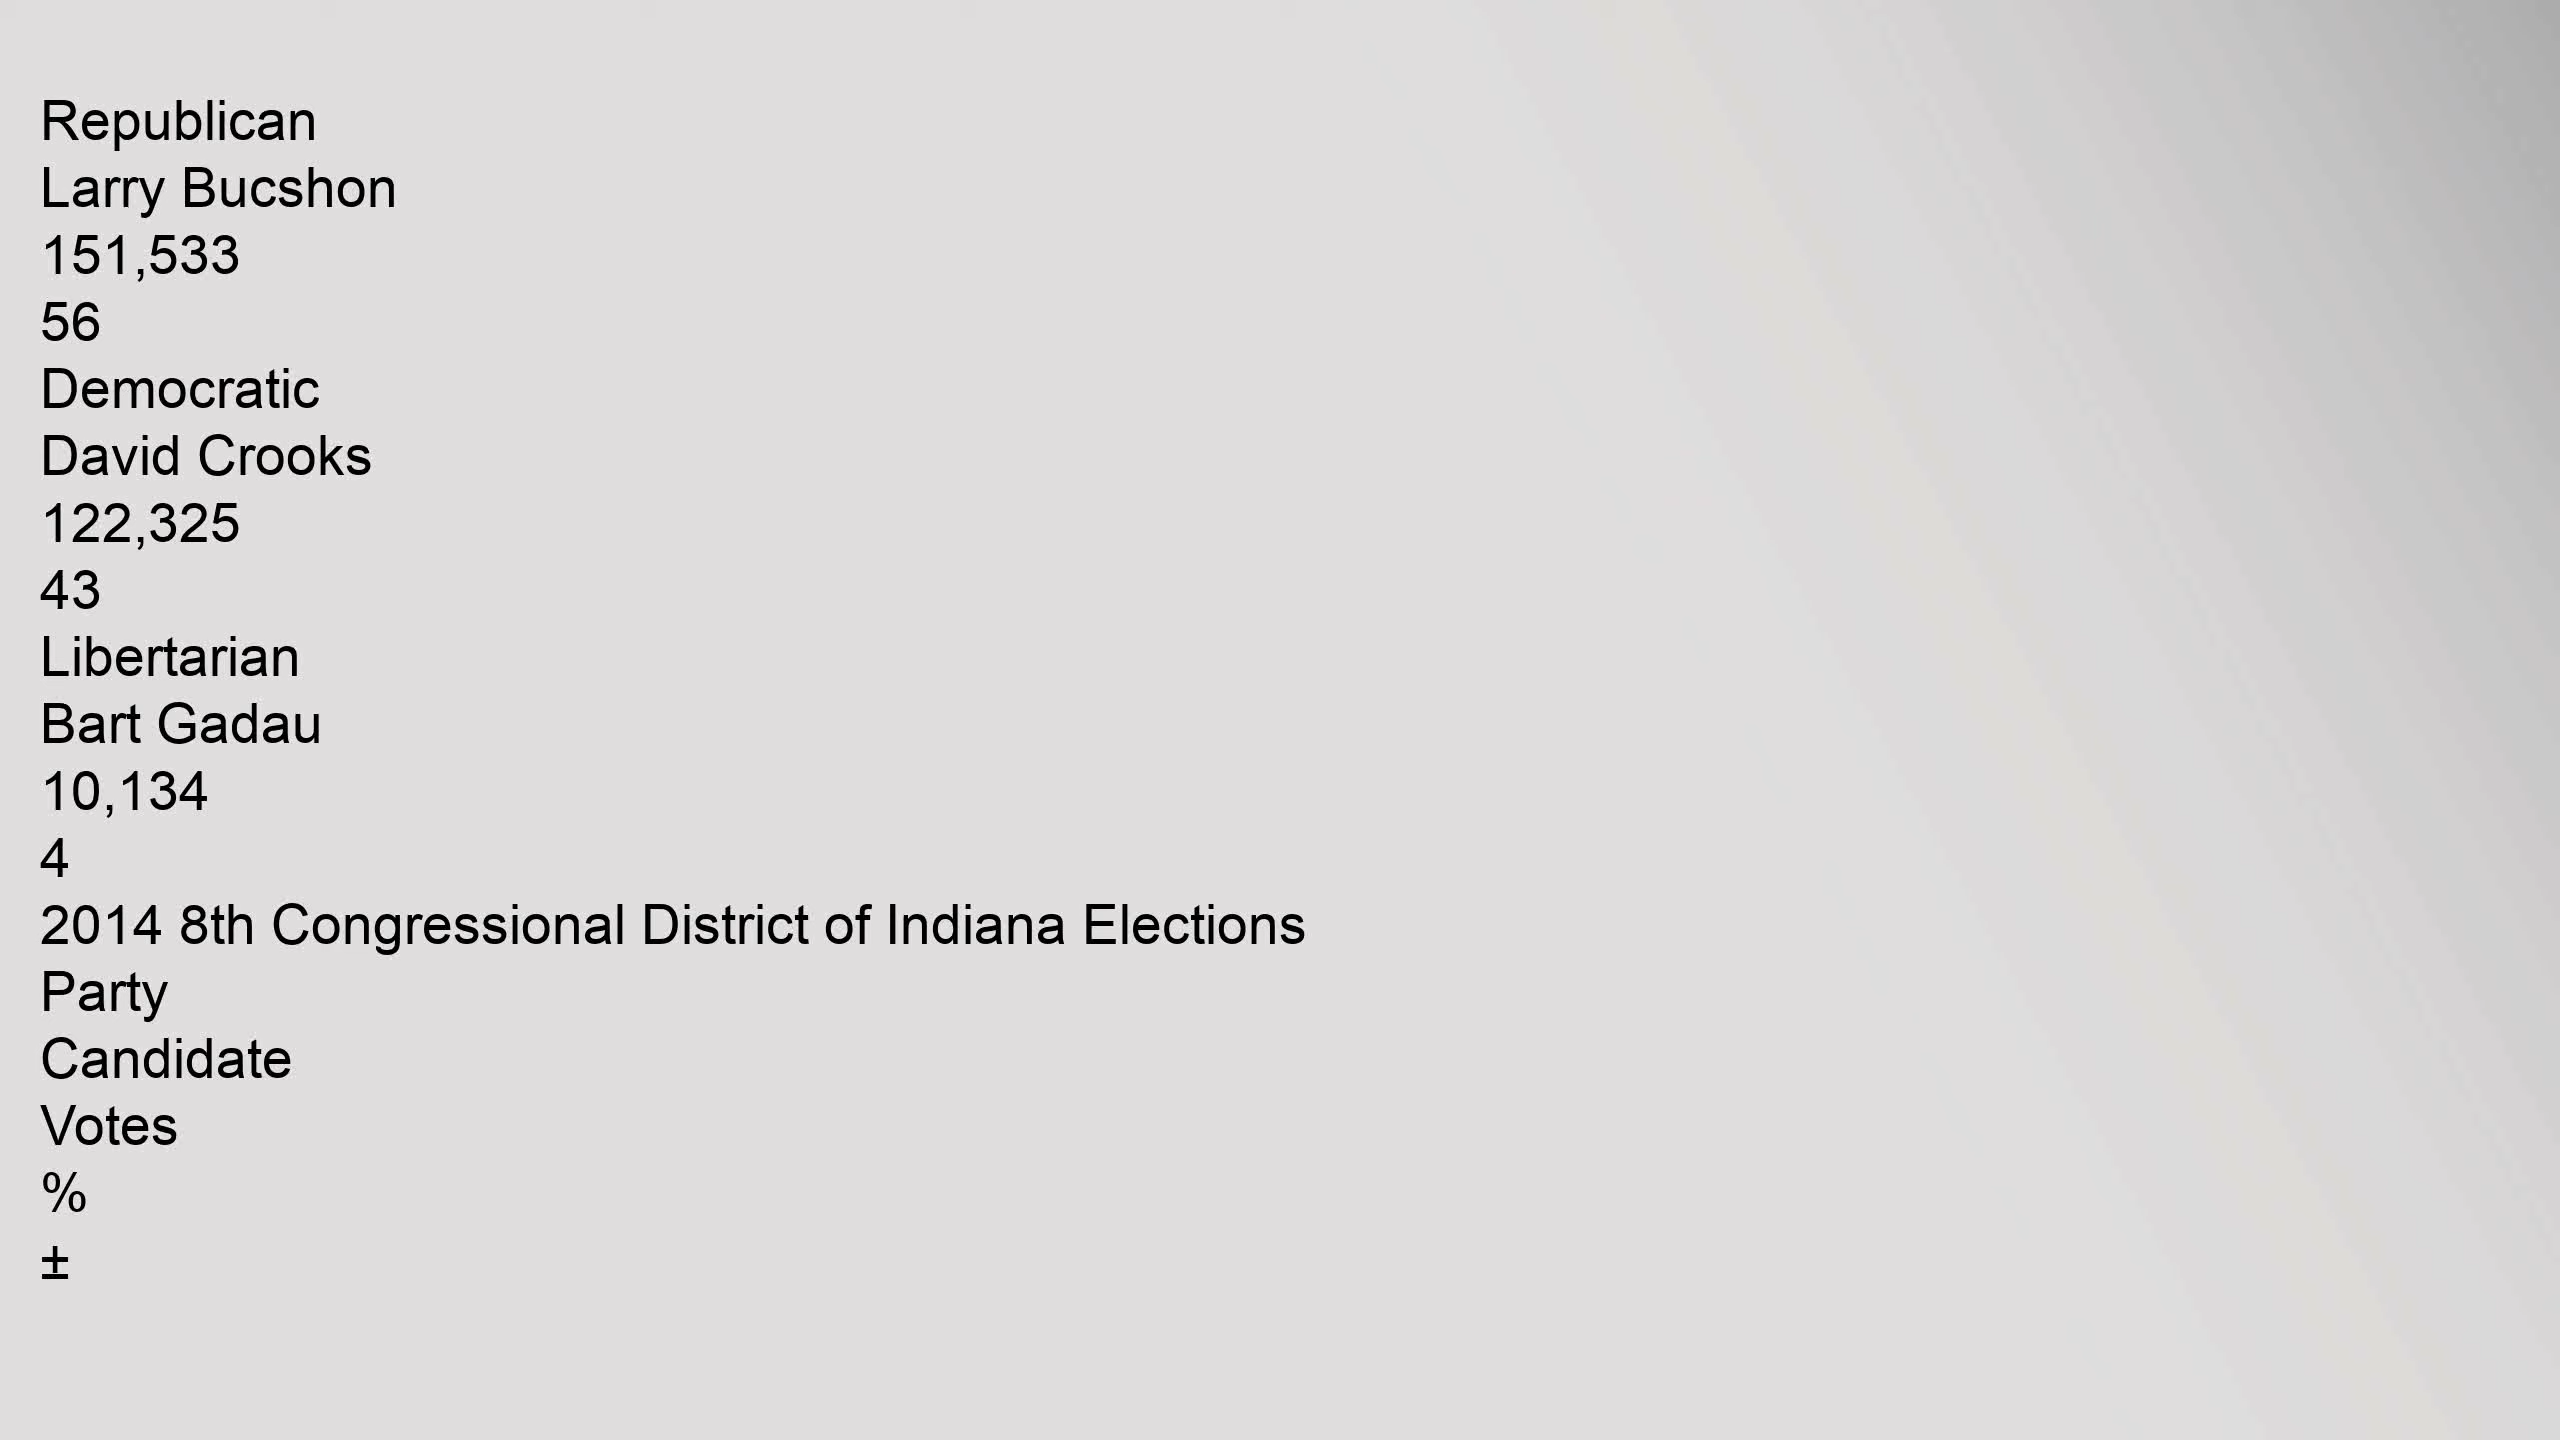 Republican
Larry Bucshon
151,533
56
Democratic
David Crooks
122,325
43
Libertarian
Bart Gadau
10,134
4
2014 8th Congressional District of Indiana Elections
Party
Candidate
Votes
%
±